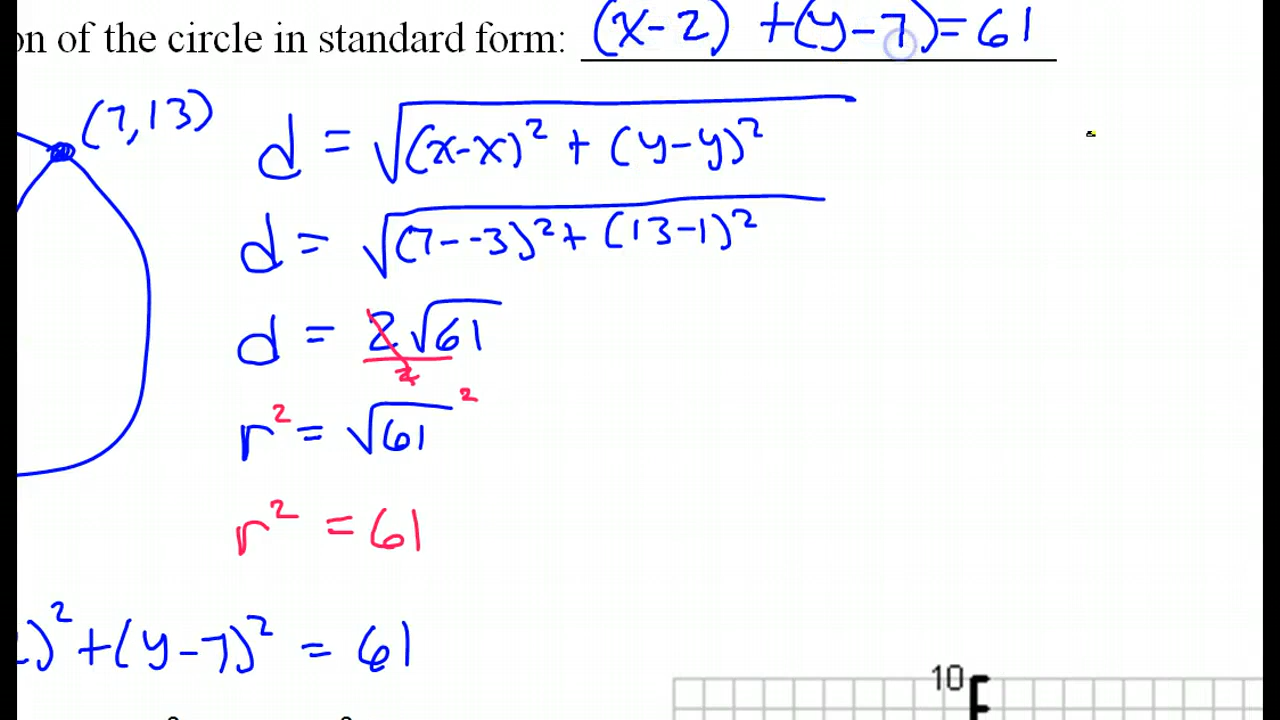 on of the circle in standard form: (x-2) +(y-7)=61
(7,13)
d = √(x-x)² + (y-y)²
d = √(7--3)²+ (13-1)²
d = 2√61
2
r² = √61²
r² = 61
)²+(y-7)² = 61
10